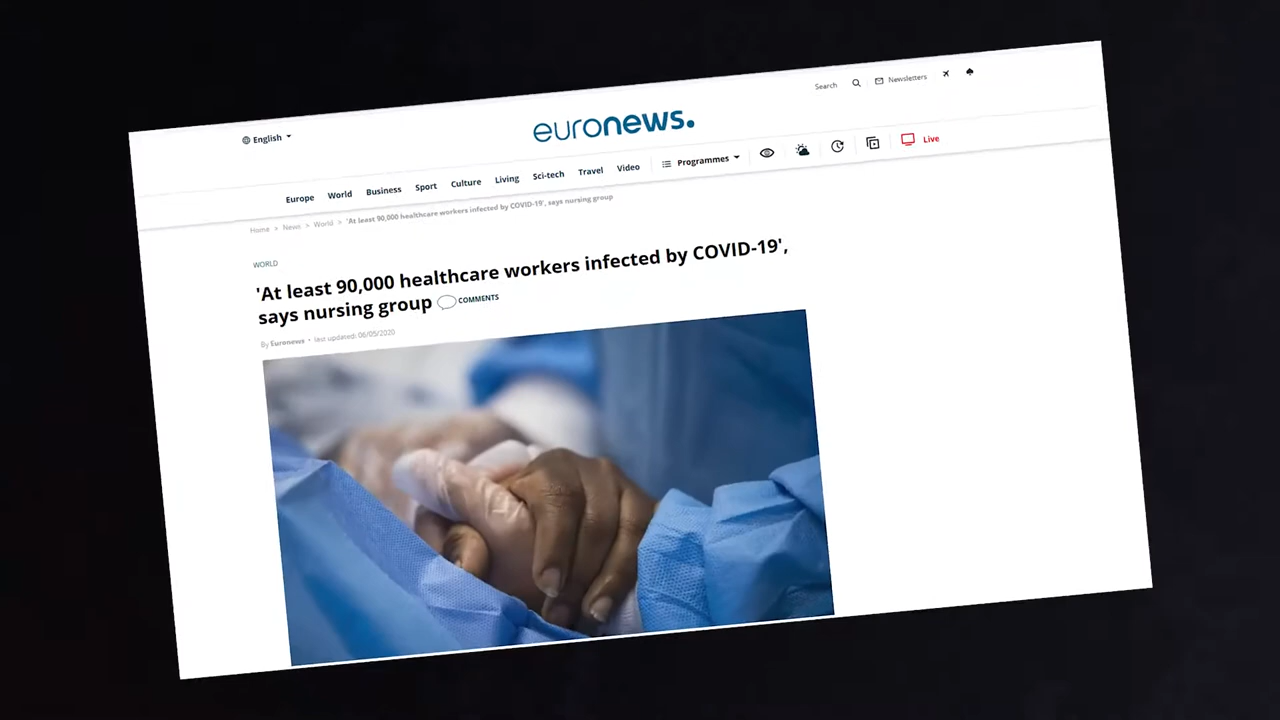 Search Newsletters
English
euronews.
Europe World Business Sport Culture Living Sci-tech Travel Video Programmes Live
Home > News > World > 'At least 90,000 healthcare workers infected by COVID-19', says nursing group
WORLD
'At least 90,000 healthcare workers infected by COVID-19',
says nursing group COMMENTS
By Euronews • last updated: 06/05/2020